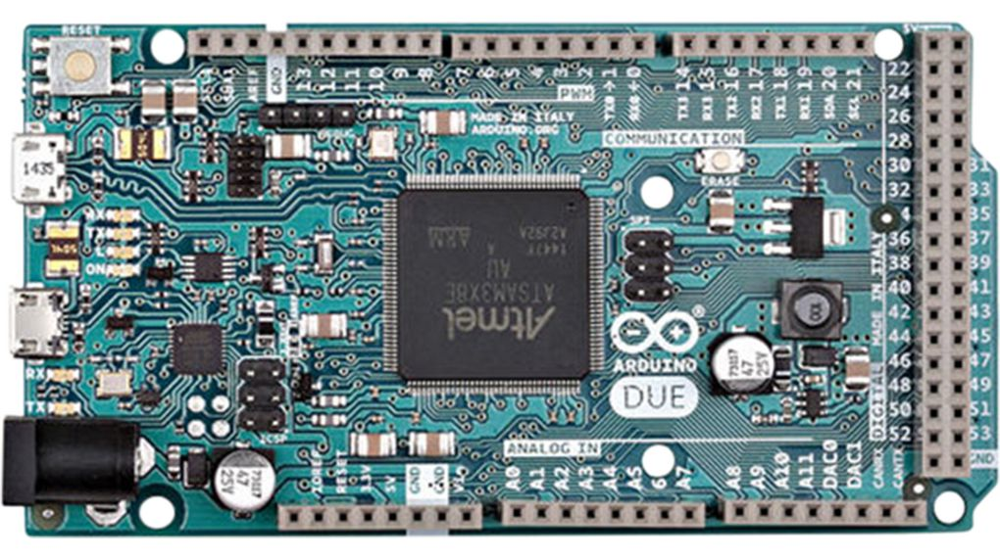 RESET
5V
AREF
GND
13
12
11
10
9
8
7
6
5
4
3
2
TX0 → 1
RX0 ← 0
TX3 14
RX3 15
TX2 16
RX2 17
TX1 18
RX1 19
SDA 20
SCL 21
PWM
DEBUG
MADE IN ITALY
ARDUINO.ORG
COMMUNICATION
ERASE
SPI
22
24
26
28
30
32
34
36
38
40
42
44
46
48
50
52
31
33
35
37
39
41
43
45
47
49
51
53
GND
DIGITAL MADE IN ITALY
1435
RX
TX
L
ON
RX
TX
ARM
A2J92A
ATSAM3X8E
AU
Atmel
100
ARDUINO
®
DUE
47
25V
47
25V
ICSP
ANALOG IN
IOREF
RESET
3.3V
5V
GND
GND
A0
A1
A2
A3
A4
A5
6
A7
A8
A9
A10
A11
DAC0
DAC1
CANRX
CANTX